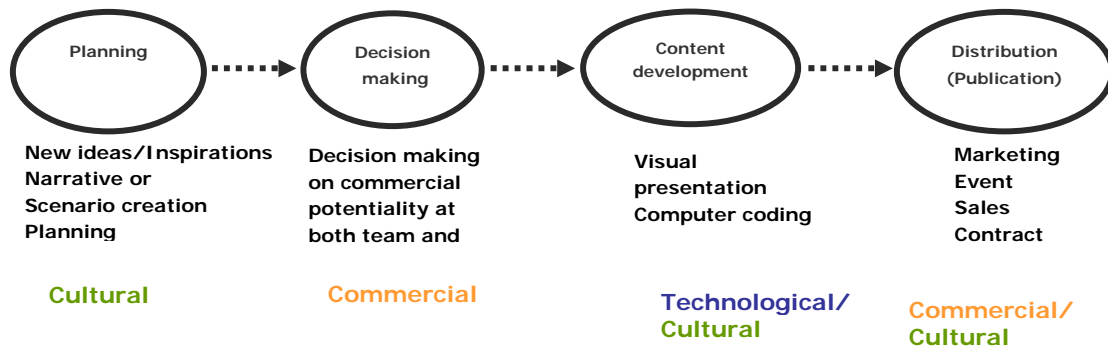 Planning
Decision
making
Content
development
Distribution
(Publication)
New ideas/Inspirations
Narrative or
Scenario creation
Planning
Decision making
on commercial
potentiality at
both team and
Visual
presentation
Computer coding
Marketing
Event
Sales
Contract
Cultural
Commercial
Technological/
Cultural
Commercial/
Cultural